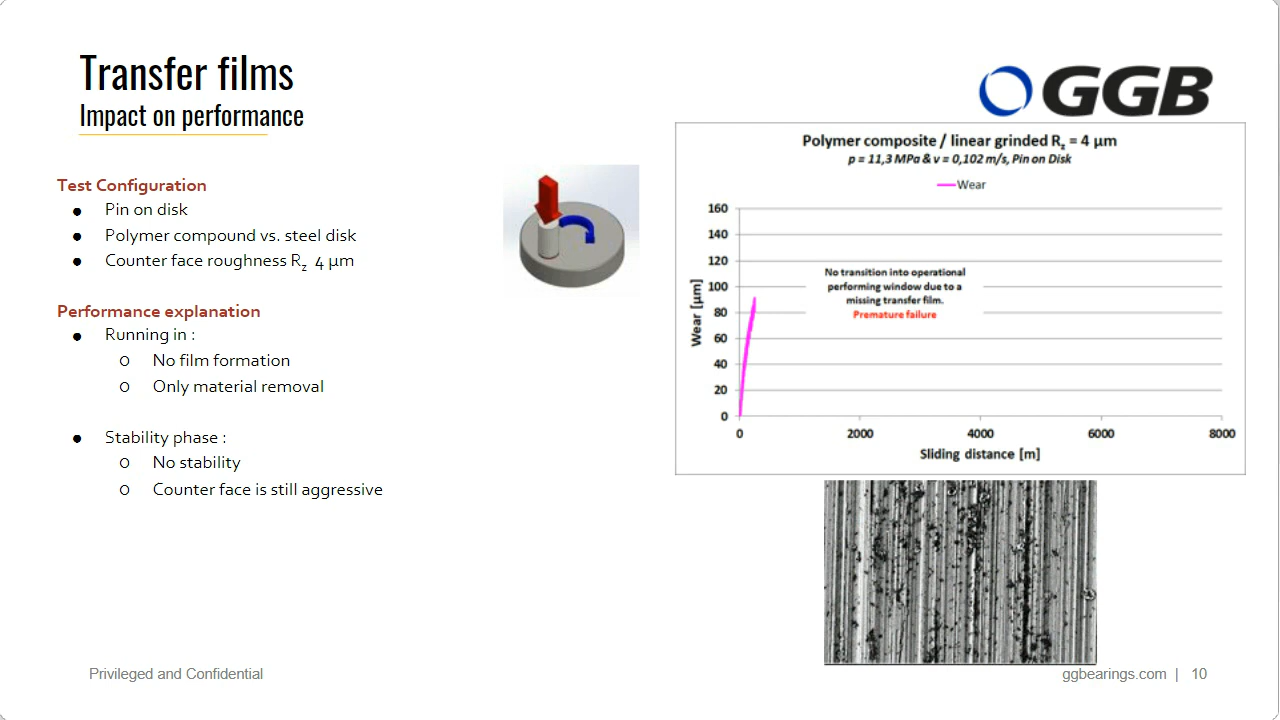 Transfer films
Impact on performance
GGB
Test Configuration
● Pin on disk
● Polymer compound vs. steel disk
● Counter face roughness Rz 4 μm
Performance explanation
● Running in :
o No film formation
o Only material removal
● Stability phase :
o No stability
o Counter face is still aggressive
Polymer composite / linear grinded Rz = 4 μm
p = 11,3 MPa & v = 0,102 m/s, Pin on Disk
Wear
160
140
120
100
80
60
40
20
0
Wear [μm]
No transition into operational
performing window due to a
missing transfer film.
Premature failure
0 2000 4000 6000 8000
Sliding distance [m]
Privileged and Confidential
ggbearings.com | 10